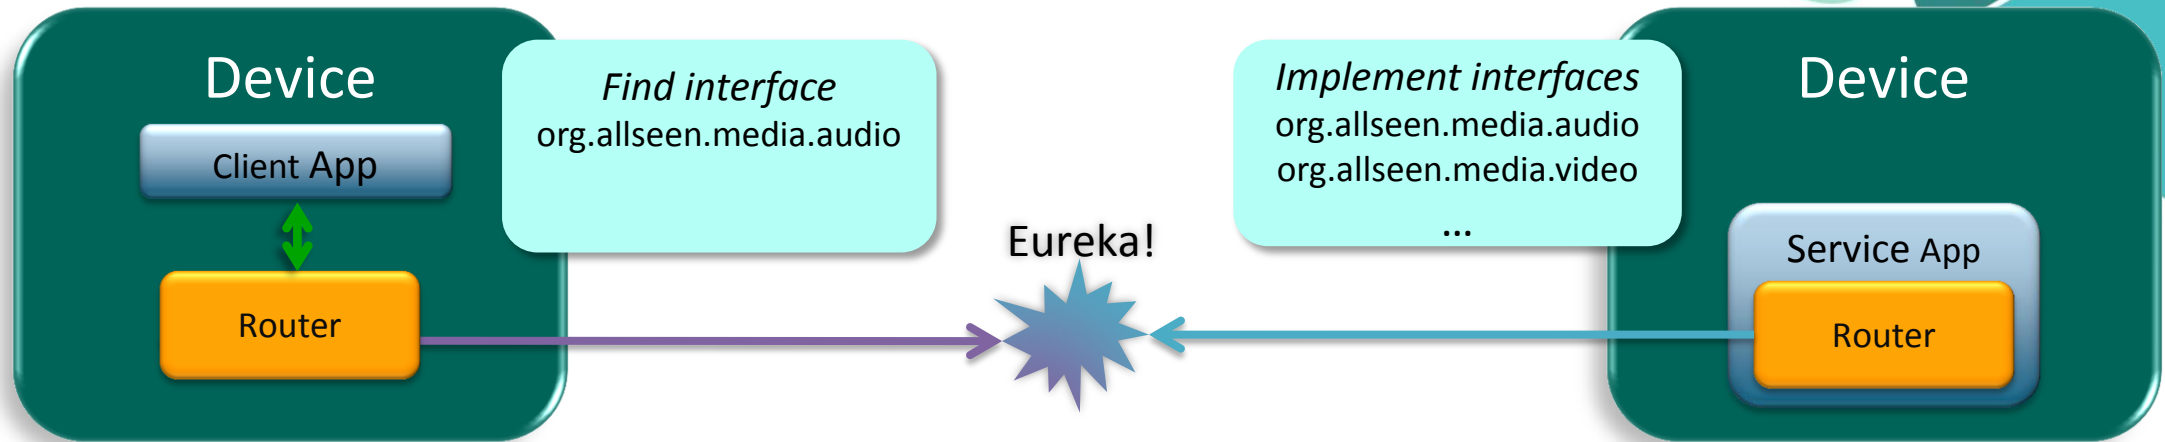 Device
Client App
Router
Find interface
org.allseen.media.audio
Eureka!
Implement interfaces
org.allseen.media.audio
org.allseen.media.video
...
Device
Service App
Router